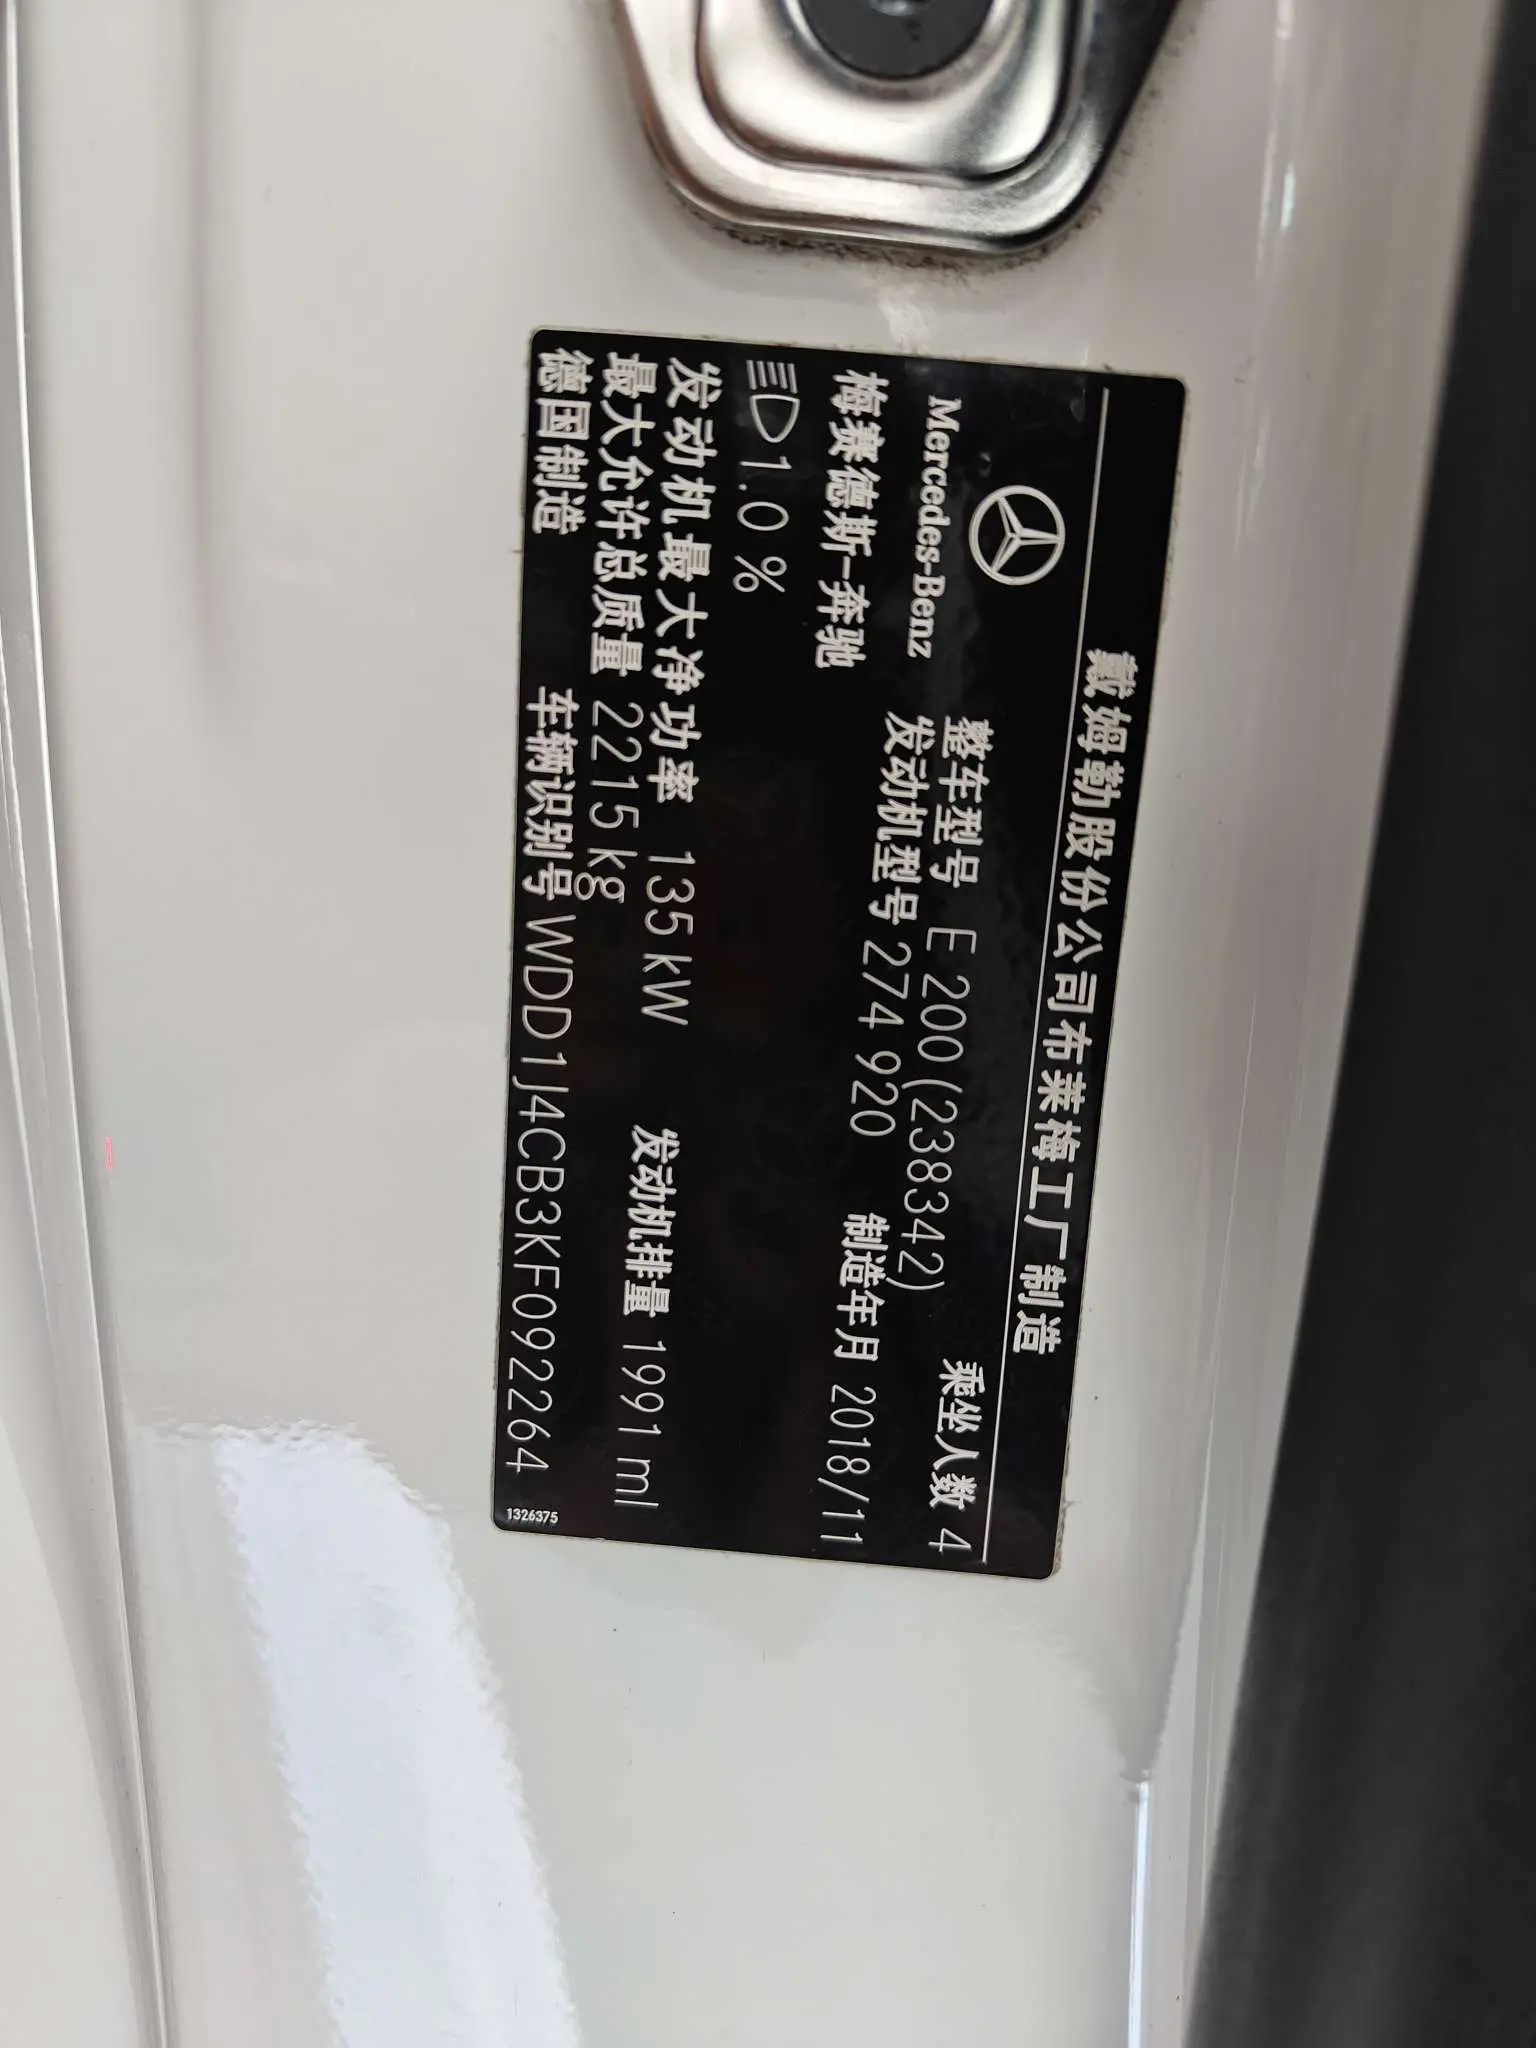 戴姆勒股份公司布莱梅工厂制造
Mercedes-Benz
梅赛德斯-奔驰
整车型号 E 200 (238342) 乘坐人数 4
发动机型号 274 920 制造年月 2018/11
1.0 %
发动机最大净功率 135 kW 发动机排量 1991 ml
最大允许总质量 2215 kg
德国制造 车辆识别号 WDD1J4CB3KF092264
1326375